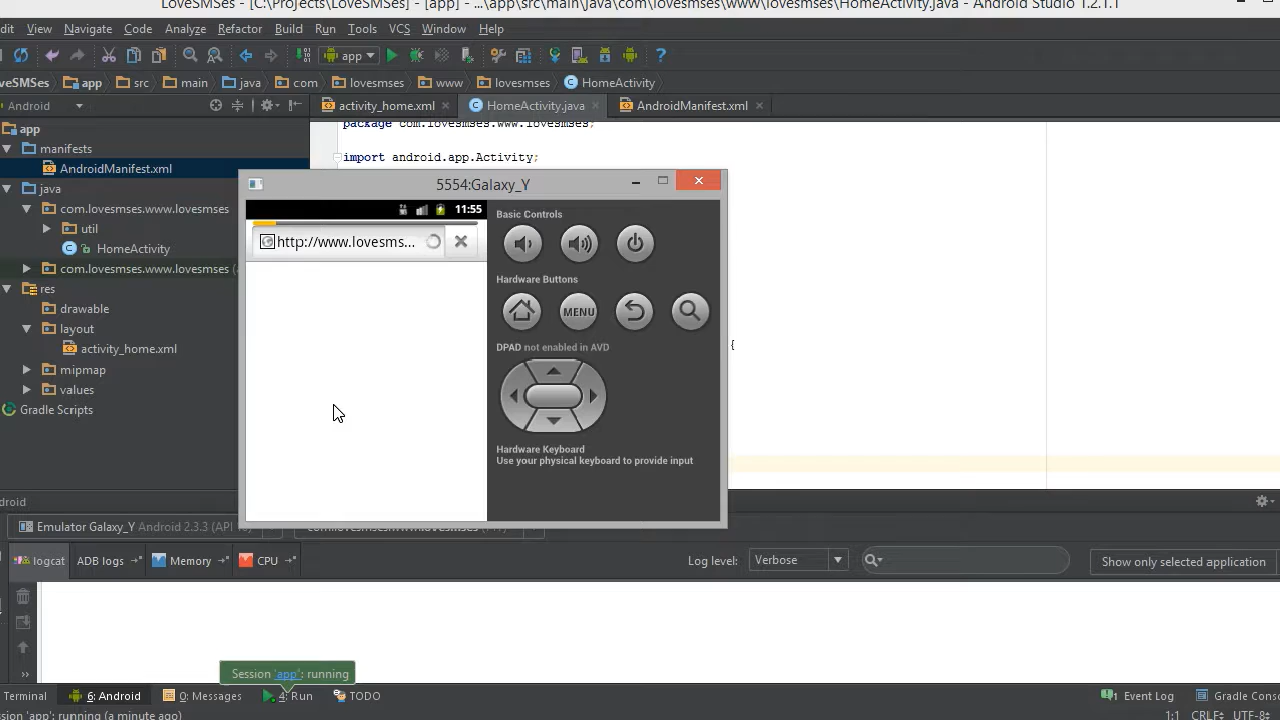 LoveSMSes - [C:\Projects\LoveSMSes] - [app] - ...\app\src\main\java\com\lovesmses\www\lovesmses\HomeActivity.java - Android Studio 1.2.1.1
View Navigate Code Analyze Refactor Build Run Tools VCS Window Help
app
app src main java com lovesmses www lovesmses HomeActivity
Android activity_home.xml HomeActivity.java AndroidManifest.xml
package com.lovesmses.www.lovesmses;
app
manifests
import android.app.Activity;
AndroidManifest.xml
java
com.lovesmses.www.lovesmses
util
HomeActivity
com.lovesmses.www.lovesmses
res
drawable
layout
activity_home.xml
mipmap
values
Gradle Scripts
{
5554:Galaxy_Y
11:55
http://www.lovesms...
Basic Controls
Hardware Buttons
MENU
DPAD not enabled in AVD
Hardware Keyboard
Use your physical keyboard to provide input
Emulator Galaxy_Y Android 2.3.3
logcat ADB logs Memory CPU Log level: Verbose Show only selected application
Session 'app': running
Terminal 6: Android 0: Messages 4: Run TODO Event Log Gradle
'app': running (a minute ago) 1:1 CRLF UTF-8